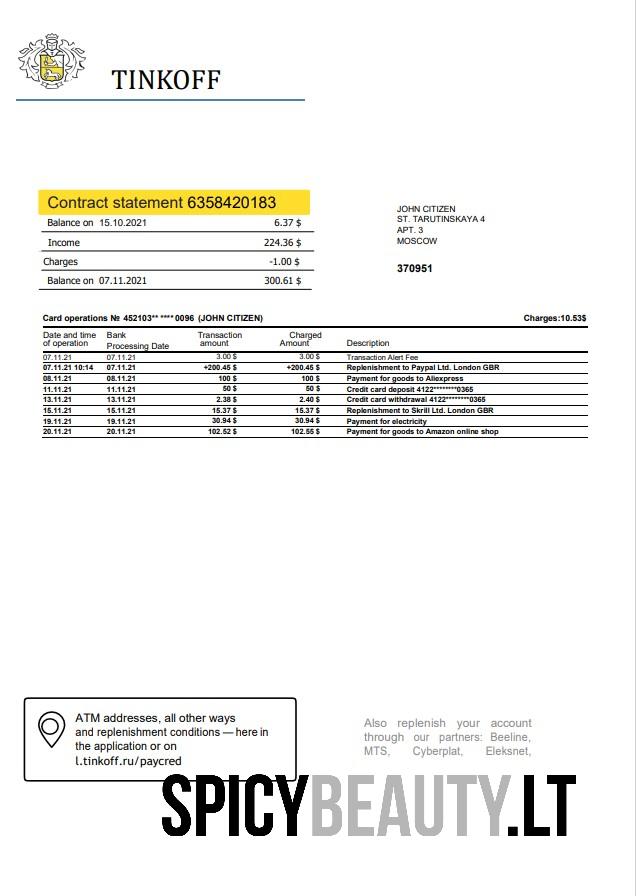 TINKOFF
Contract statement 6358420183
Balance on 15.10.2021 6.37 $
Income 224.36 $
Charges -1.00 $
Balance on 07.11.2021 300.61 $
JOHN CITIZEN
ST. TARUTINSKAYA 4
APT. 3
MOSCOW
370951
Card operations № 452103** **** 0096 (JOHN CITIZEN) Charges:10.53$
Date and time of operation Bank Processing Date Transaction amount Charged Amount Description
07.11.21 07.11.21 3.00 $ 3.00 $ Transaction Alert Fee
07.11.21 10:14 07.11.21 +200.45 $ +200.45 $ Replenishment to Paypal Ltd. London GBR
08.11.21 08.11.21 100 $ 100 $ Payment for goods to Aliexpress
11.11.21 11.11.21 50 $ 50 $ Credit card deposit 4122********0365
13.11.21 13.11.21 2.38 $ 2.40 $ Credit card withdrawal 4122********0365
15.11.21 15.11.21 15.37 $ 15.37 $ Replenishment to Skrill Ltd. London GBR
19.11.21 19.11.21 30.94 $ 30.94 $ Payment for electricity
20.11.21 20.11.21 102.52 $ 102.55 $ Payment for goods to Amazon online shop
ATM addresses, all other ways
and replenishment conditions — here in
the application or on
l.tinkoff.ru/paycred
Also replenish your account
through our partners: Beeline,
MTS, Cyberplat, Eleksnet,
SPICYBEAUTY.LT